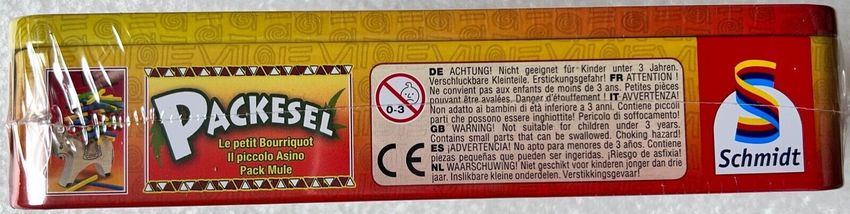 PACKESEL
Le petit Bourriquot
Il piccolo Asino
Pack Mule
0-3
CE
DE ACHTUNG! Nicht geeignet für Kinder unter 3 Jahren.
Verschluckbare Kleinteile. Erstickungsgefahr! FR ATTENTION !
Ne convient pas aux enfants de moins de 3 ans. Petites pièces
pouvant être avalées. Danger d'étouffement! IT AVVERTENZA!
Non adatto ai bambini di età inferiore a 3 anni. Contiene piccoli
parti che possono essere inghiottite! Pericolo di soffocamento!
GB WARNING! Not suitable for children under 3 years.
Contains small parts that can be swallowed. Choking hazard!
ES ¡ADVERTENCIA! No apto para menores de 3 años. Contiene
piezas pequeñas que pueden ser ingeridas. ¡Riesgo de asfixia!
NL WAARSCHUWING! Niet geschikt voor kinderen jonger dan drie
jaar. Inslikbare kleine onderdelen. Verstikkingsgevaar!
S
Schmidt